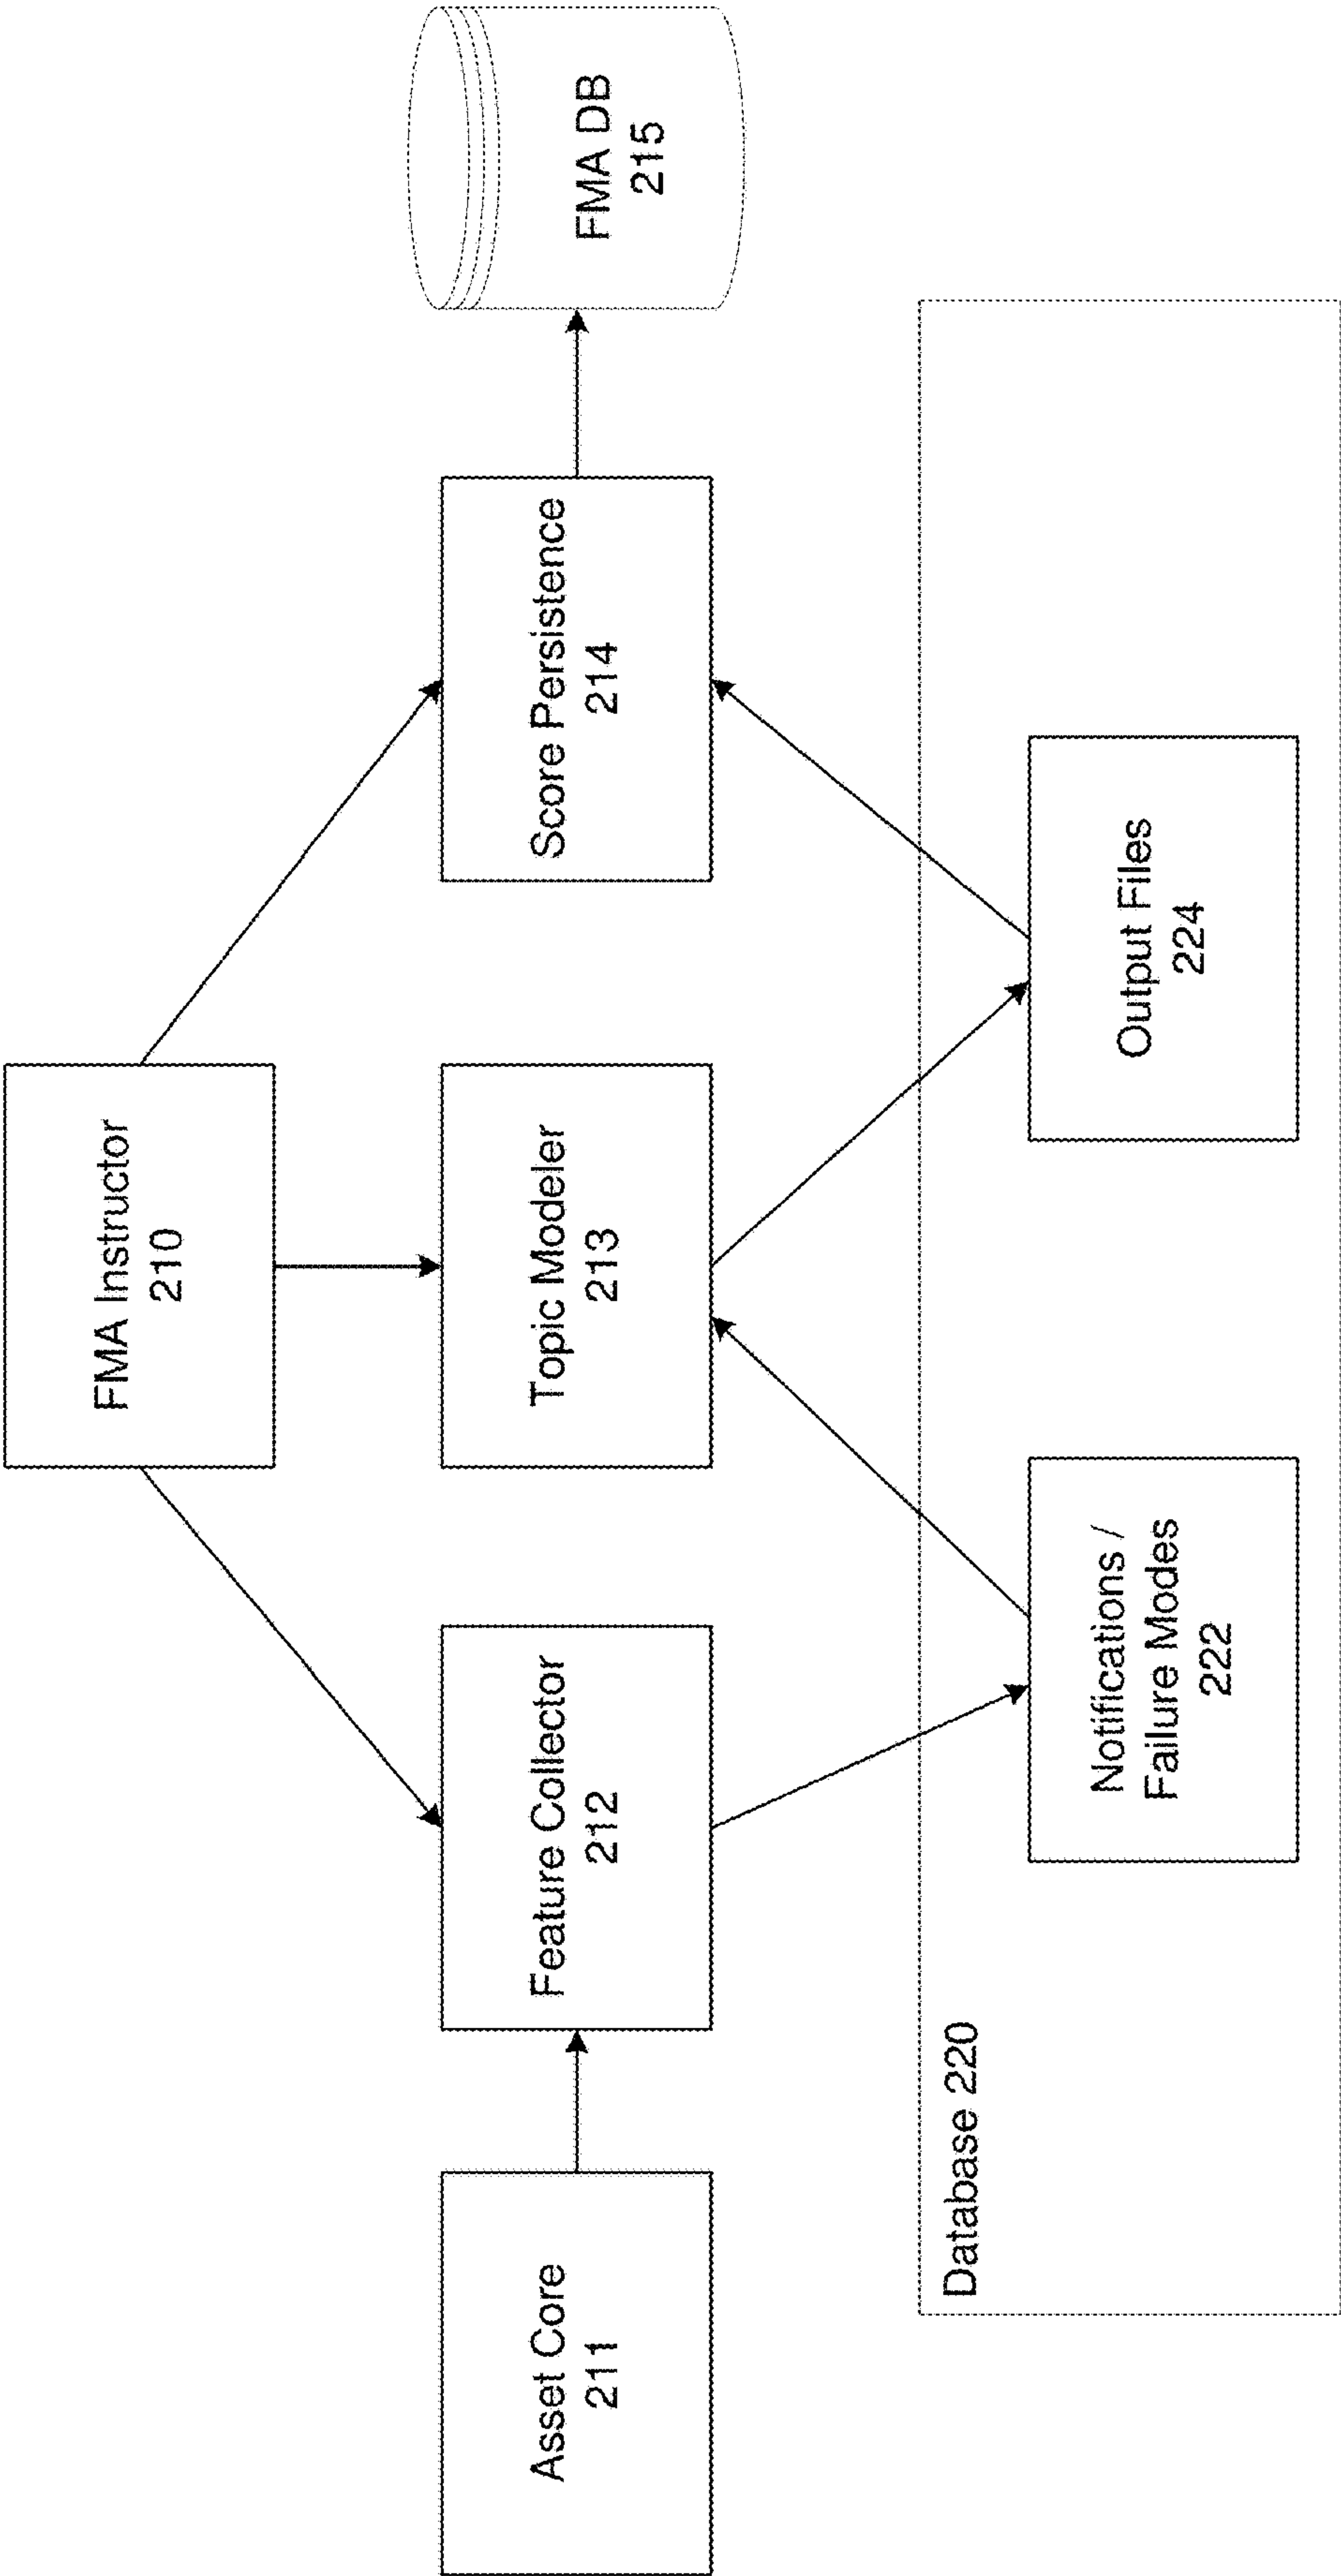 FMA Instructor
210
Asset Core
211
Feature Collector
212
Topic Modeler
213
Score Persistence
214
FMA DB
215
Database 220
Notifications /
Failure Modes
222
Output Files
224